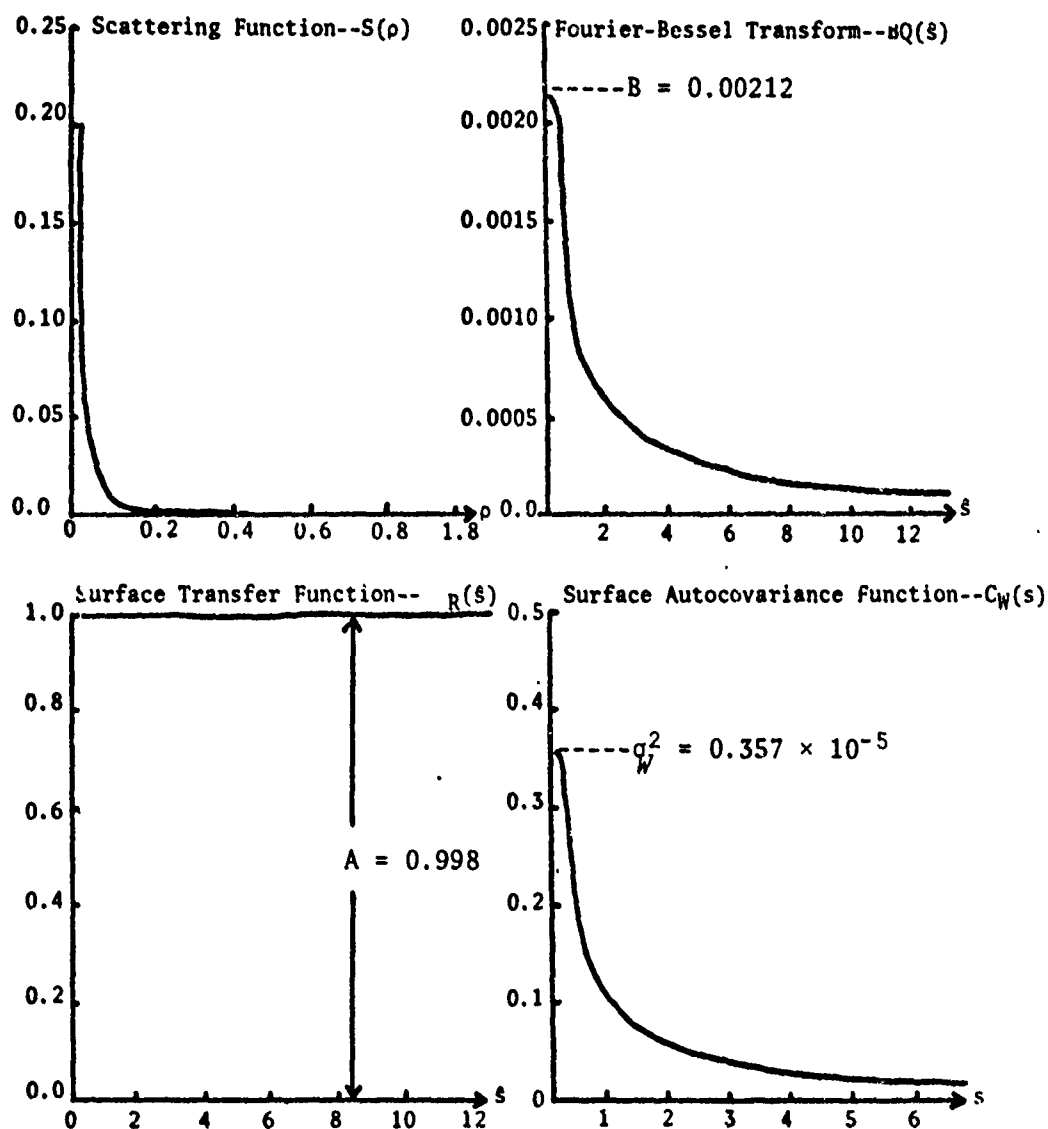 Scattering Function--S(ρ)
0.25
0.20
0.15
0.10
0.05
0.0
0 0.2 0.4 0.6 0.8 1.8 ρ
Fourier-Bessel Transform--BQ(ŝ)
0.0025
B = 0.00212
0.0020
0.0015
0.0010
0.0005
0.0
2 4 6 8 10 12 ŝ
Surface Transfer Function-- R(ŝ)
1.0
0.8
0.6
A = 0.998
0.4
0.2
0.0
0 2 4 6 8 10 ŝ
Surface Autocovariance Function--C_W(s)
0.5
0.4
σ_W^2 = 0.357 × 10^-5
0.3
0.2
0.1
0
1 2 3 4 5 6 s